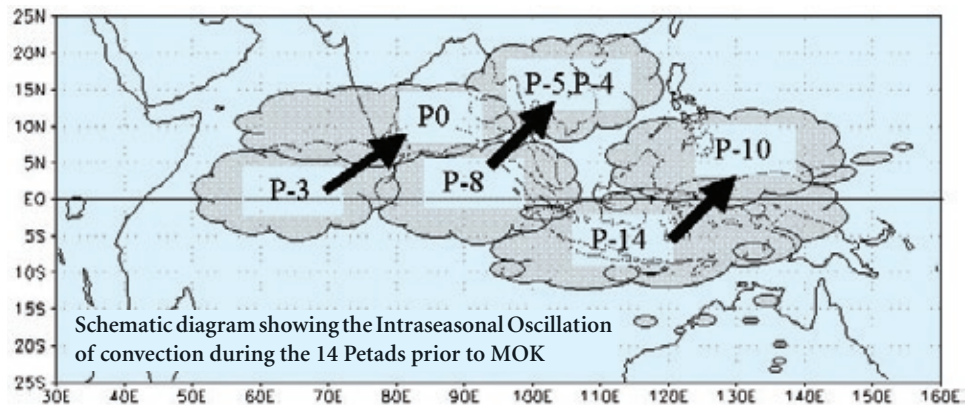 25N
20N
15N
10N
5N
EQ
5S
10S
15S
20S
25S
P0
P-5,P-4
P-3
P-8
P-10
P-14
Schematic diagram showing the Intraseasonal Oscillation
of convection during the 14 Petads prior to MOK
30E 40E 50E 60E 70E 80E 90E 100E 110E 120E 130E 140E 150E 160E